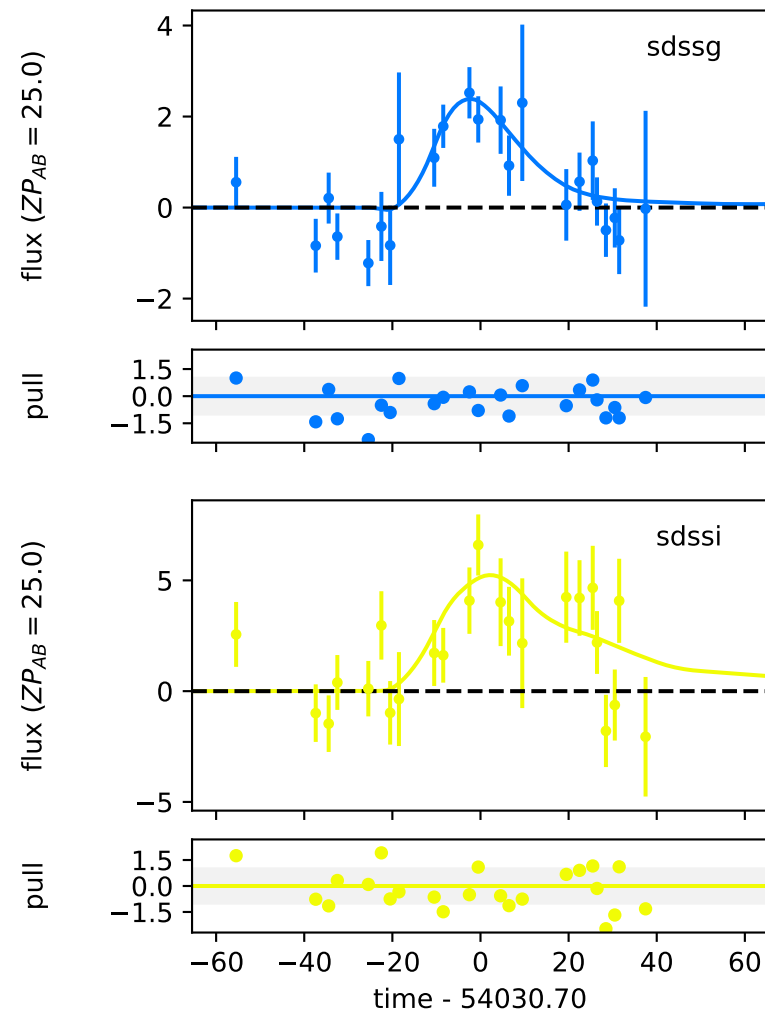 4
sdssg
2
0
−2
flux (ZP_AB = 25.0)
1.5
0.0
−1.5
pull
5
sdssi
0
−5
flux (ZP_AB = 25.0)
1.5
0.0
−1.5
pull
−60 −40 −20 0 20 40 60
time - 54030.70